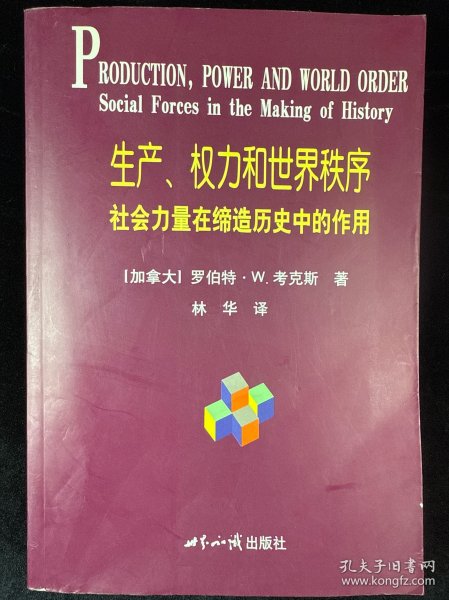 PRODUCTION, POWER AND WORLD ORDER
Social Forces in the Making of History
生产、权力和世界秩序
社会力量在缔造历史中的作用
[加拿大] 罗伯特·W.考克斯 著
林 华 译
世界知识出版社
孔夫子旧书网
www.kongfz.com